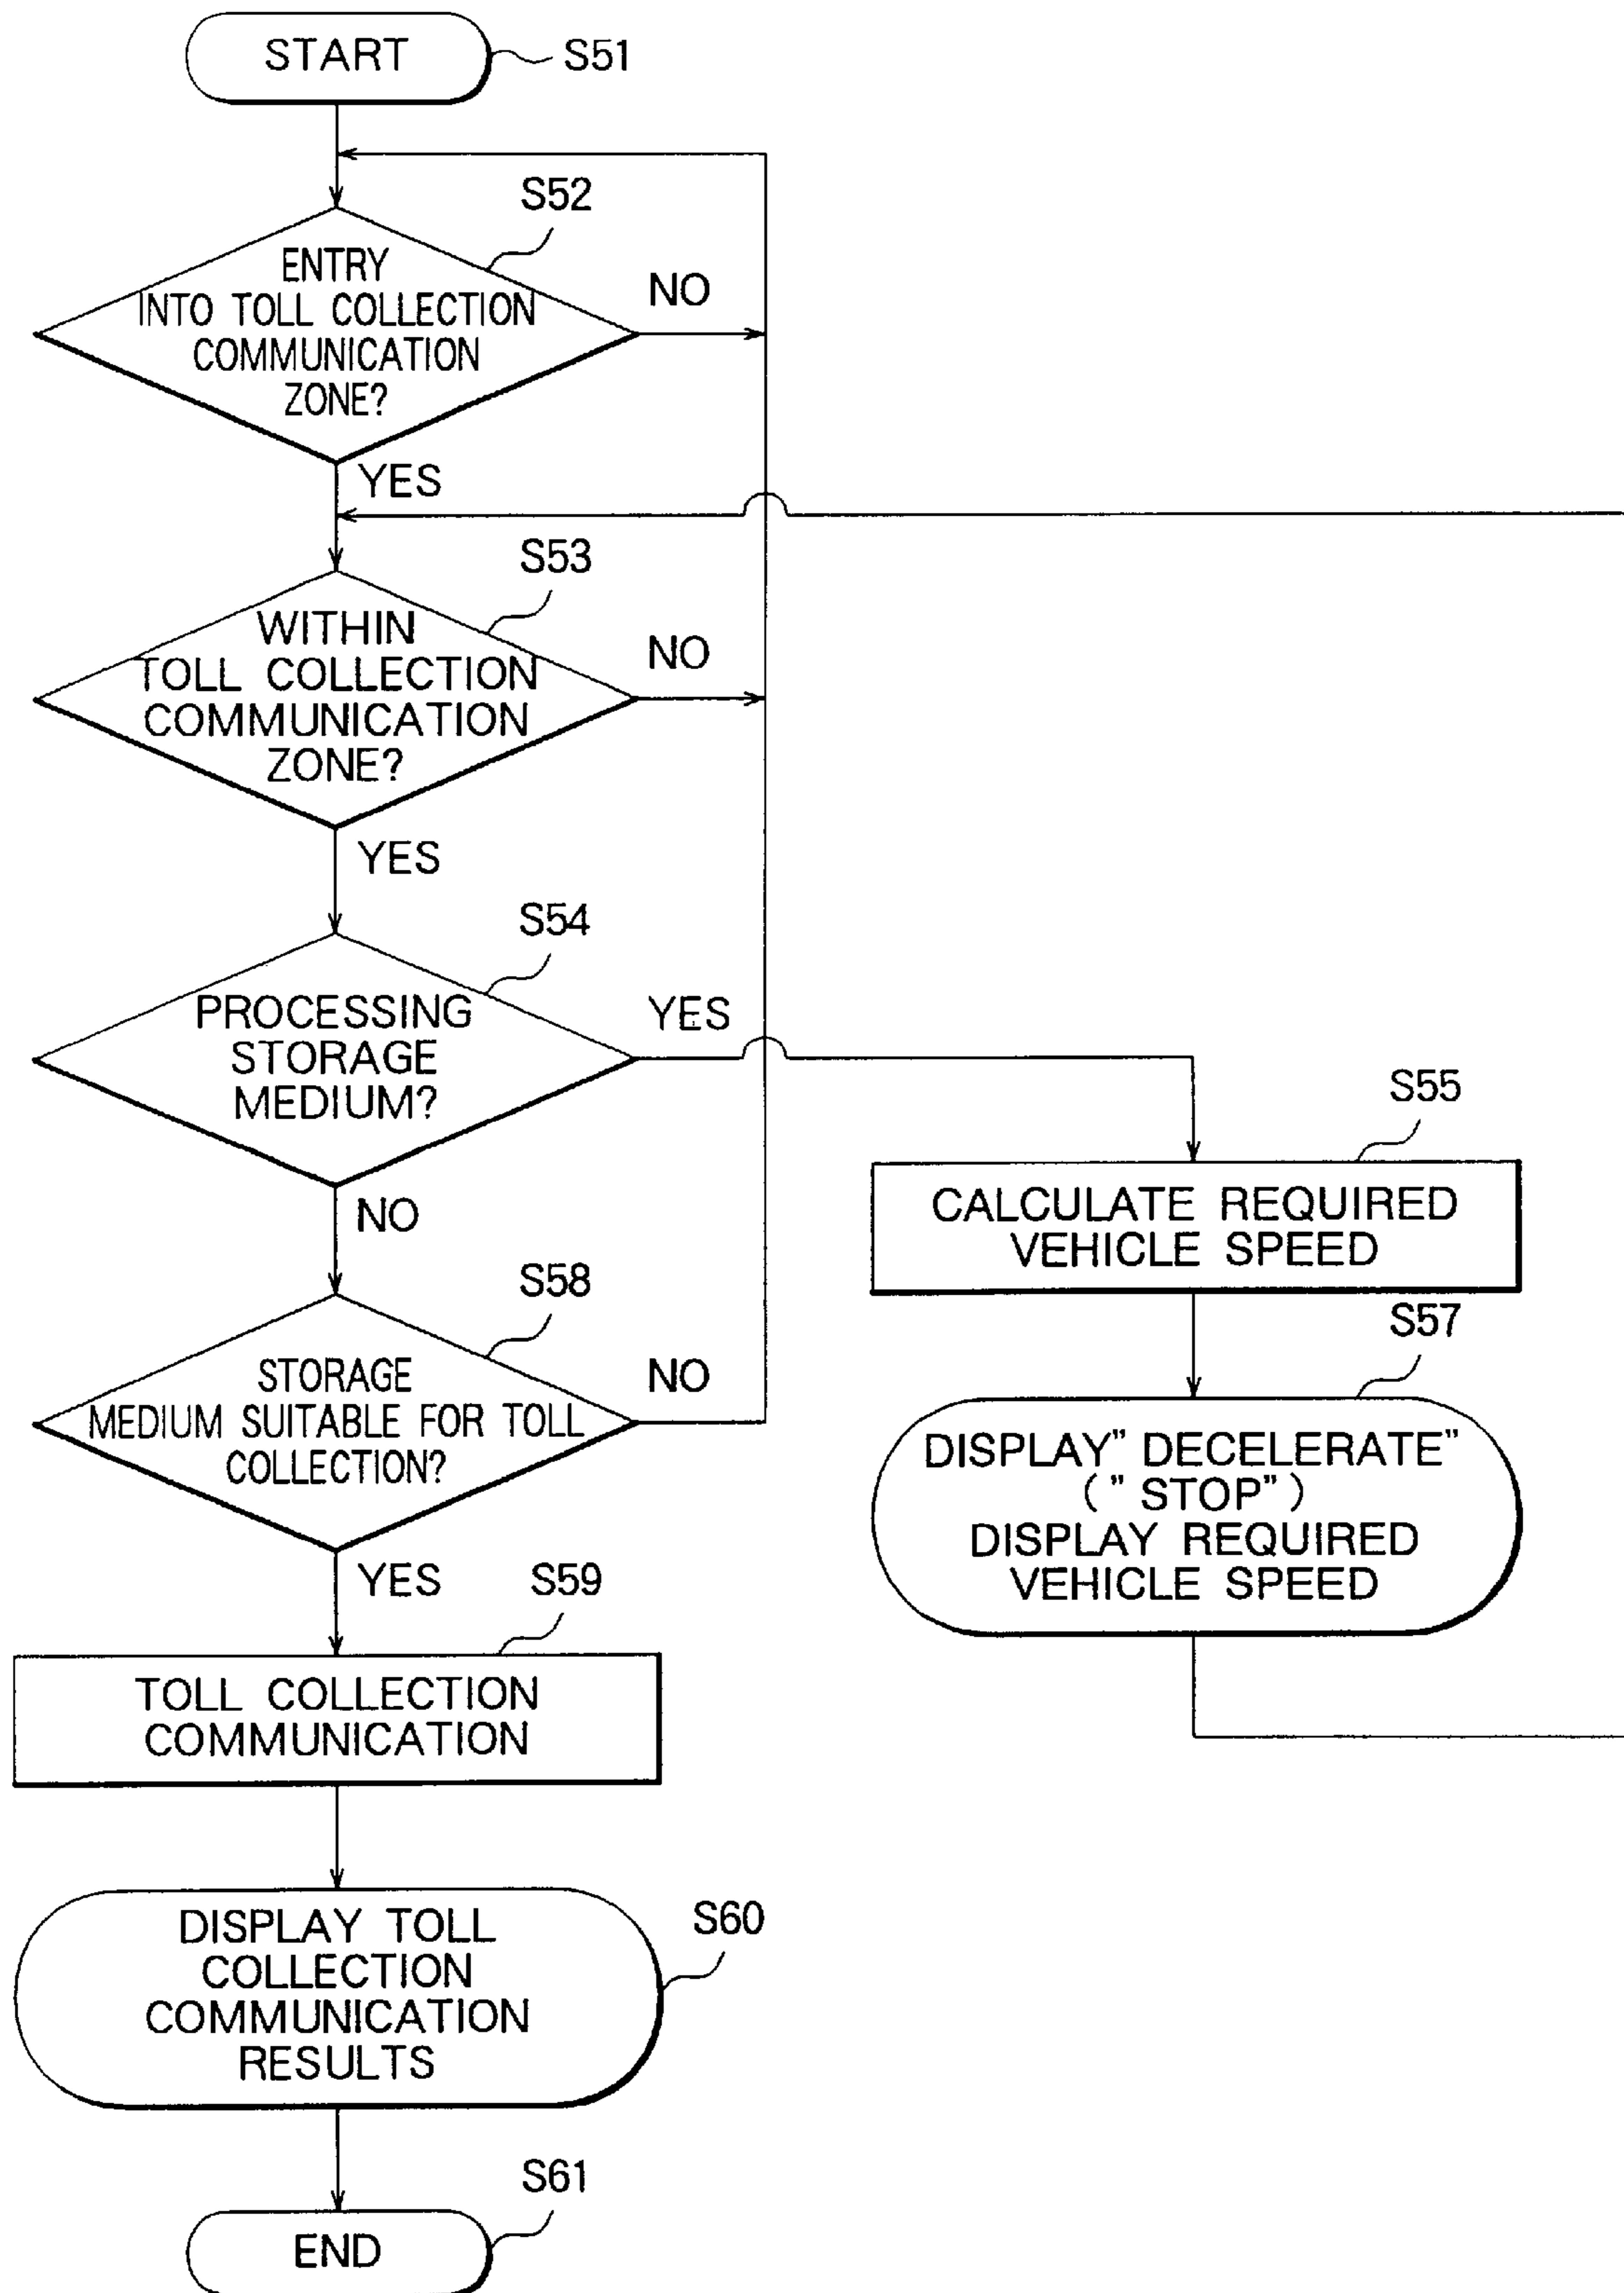 START
S51
S52
ENTRY
INTO TOLL COLLECTION
COMMUNICATION
ZONE?
NO
YES
S53
WITHIN
TOLL COLLECTION
COMMUNICATION
ZONE?
NO
YES
S54
PROCESSING
STORAGE
MEDIUM?
YES
NO
S55
CALCULATE REQUIRED
VEHICLE SPEED
S57
DISPLAY" DECELERATE"
(" STOP")
DISPLAY REQUIRED
VEHICLE SPEED
S58
STORAGE
MEDIUM SUITABLE FOR TOLL
COLLECTION?
NO
YES
S59
TOLL COLLECTION
COMMUNICATION
S60
DISPLAY TOLL
COLLECTION
COMMUNICATION
RESULTS
S61
END